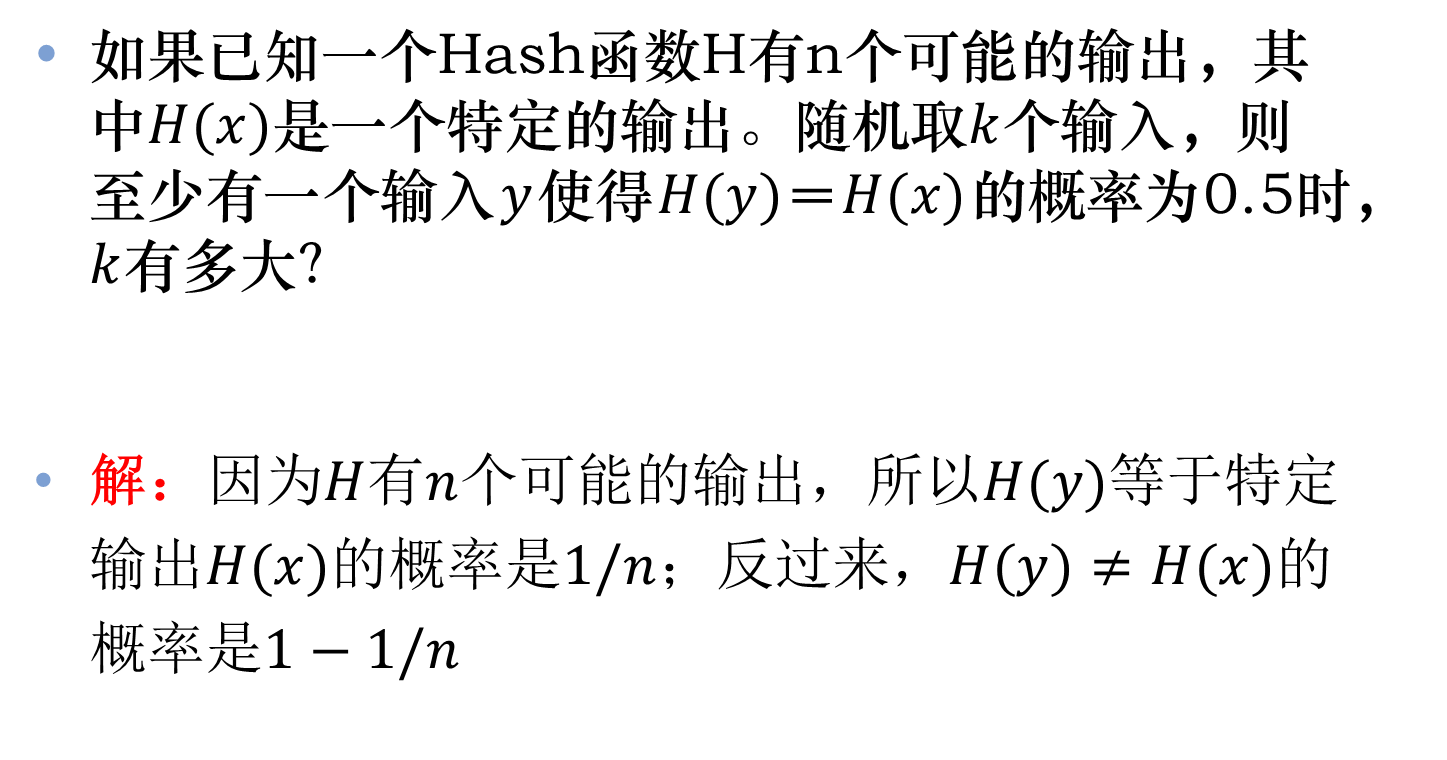 • 如果已知一个Hash函数H有n个可能的输出，其
中H(x)是一个特定的输出。随机取k个输入，则
至少有一个输入y使得H(y)＝H(x)的概率为0.5时，
k有多大？
• 解：因为H有n个可能的输出，所以H(y)等于特定
输出H(x)的概率是1/n；反过来，H(y) ≠ H(x)的
概率是1 − 1/n